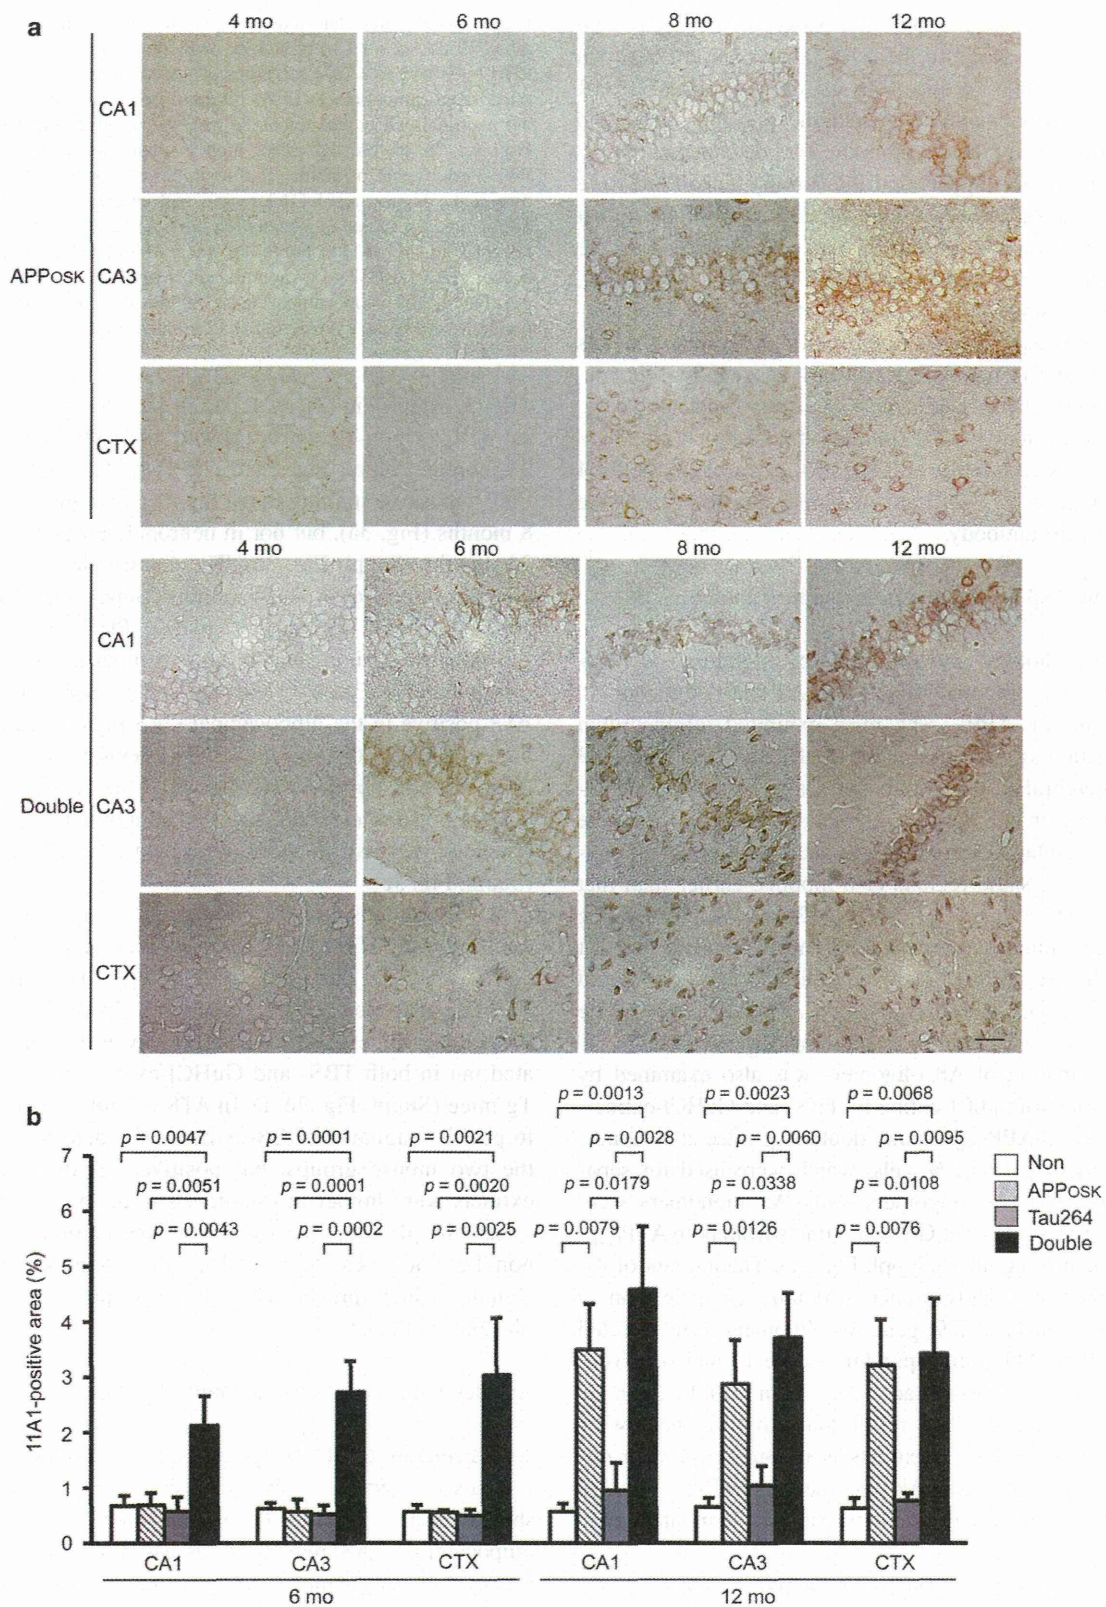 a
4 mo 6 mo 8 mo 12 mo
CA1
APPOSK CA3
CTX
4 mo 6 mo 8 mo 12 mo
CA1
Double CA3
CTX
b
p = 0.0013 p = 0.0023 p = 0.0068
p = 0.0047 p = 0.0001 p = 0.0021 p = 0.0028 p = 0.0060 p = 0.0095
p = 0.0051 p = 0.0001 p = 0.0020 p = 0.0179 p = 0.0338 p = 0.0108
p = 0.0043 p = 0.0002 p = 0.0025 p = 0.0079 p = 0.0126 p = 0.0076
Non
APPOSK
Tau264
Double
11A1-positive area (%)
7
6
5
4
3
2
1
0
CA1 CA3 CTX CA1 CA3 CTX
6 mo 12 mo